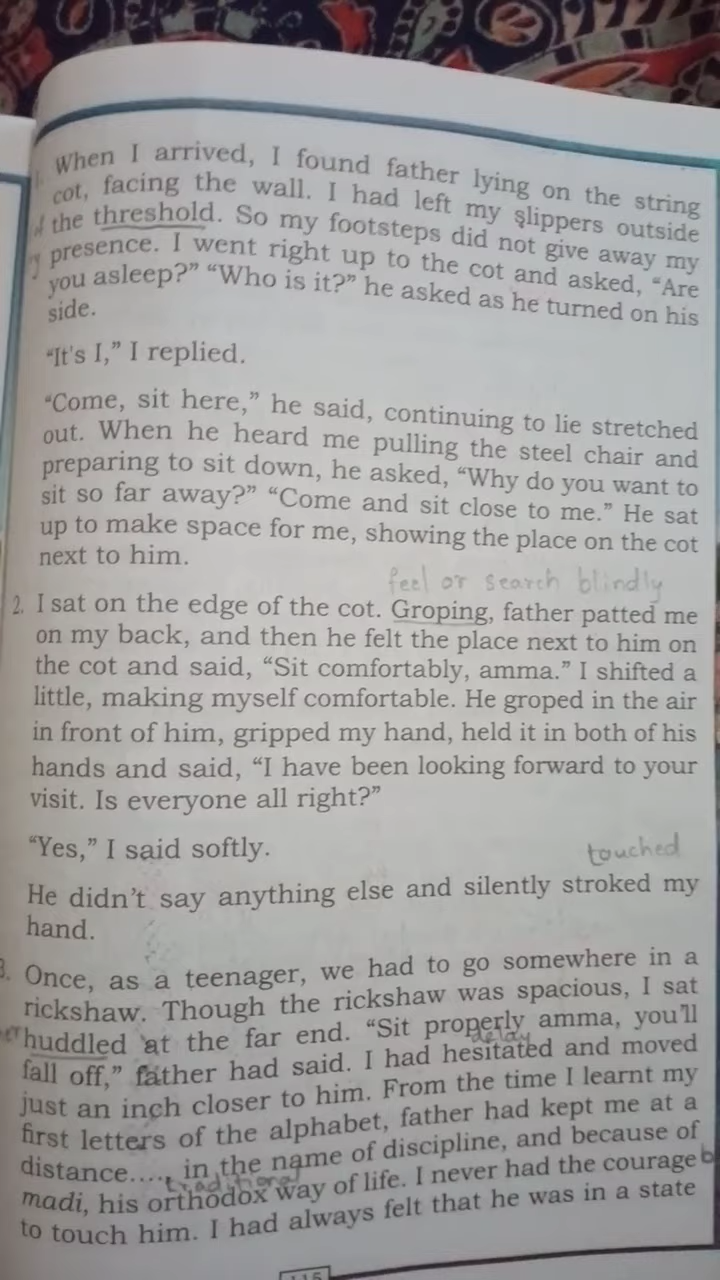 When I arrived, I found father lying on the string
cot, facing the wall. I had left my slippers outside
the threshold. So my footsteps did not give away my
presence. I went right up to the cot and asked, “Are
you asleep?” “Who is it?” he asked as he turned on his
side.
“It's I,” I replied.
“Come, sit here,” he said, continuing to lie stretched
out. When he heard me pulling the steel chair and
preparing to sit down, he asked, “Why do you want to
sit so far away?” “Come and sit close to me.” He sat
up to make space for me, showing the place on the cot
next to him.
feel or search blindly
2. I sat on the edge of the cot. Groping, father patted me
on my back, and then he felt the place next to him on
the cot and said, “Sit comfortably, amma.” I shifted a
little, making myself comfortable. He groped in the air
in front of him, gripped my hand, held it in both of his
hands and said, “I have been looking forward to your
visit. Is everyone all right?”
“Yes,” I said softly.
touched
He didn’t say anything else and silently stroked my
hand.
3. Once, as a teenager, we had to go somewhere in a
rickshaw. Though the rickshaw was spacious, I sat
huddled at the far end. “Sit properly amma, you’ll
delay
fall off,” father had said. I had hesitated and moved
just an inch closer to him. From the time I learnt my
first letters of the alphabet, father had kept me at a
distance.... in the name of discipline, and because of
traditional
madi, his orthodox way of life. I never had the courage
to touch him. I had always felt that he was in a state
115